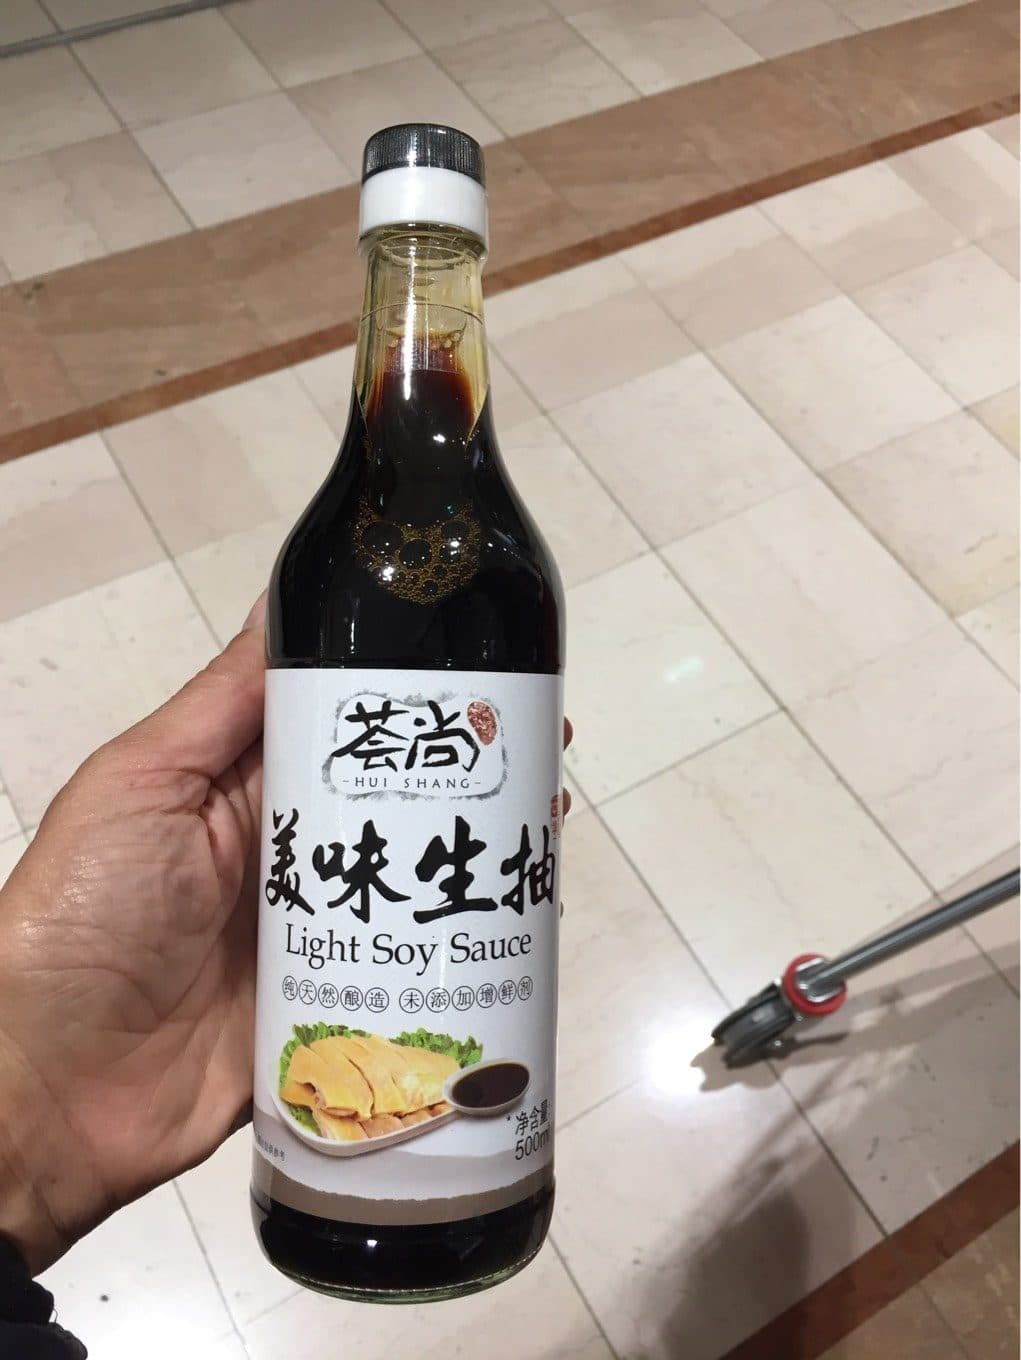 荟尚
-HUI SHANG-
美味生抽
Light Soy Sauce
纯天然酿造 未添加增鲜剂
*净含量
500ml